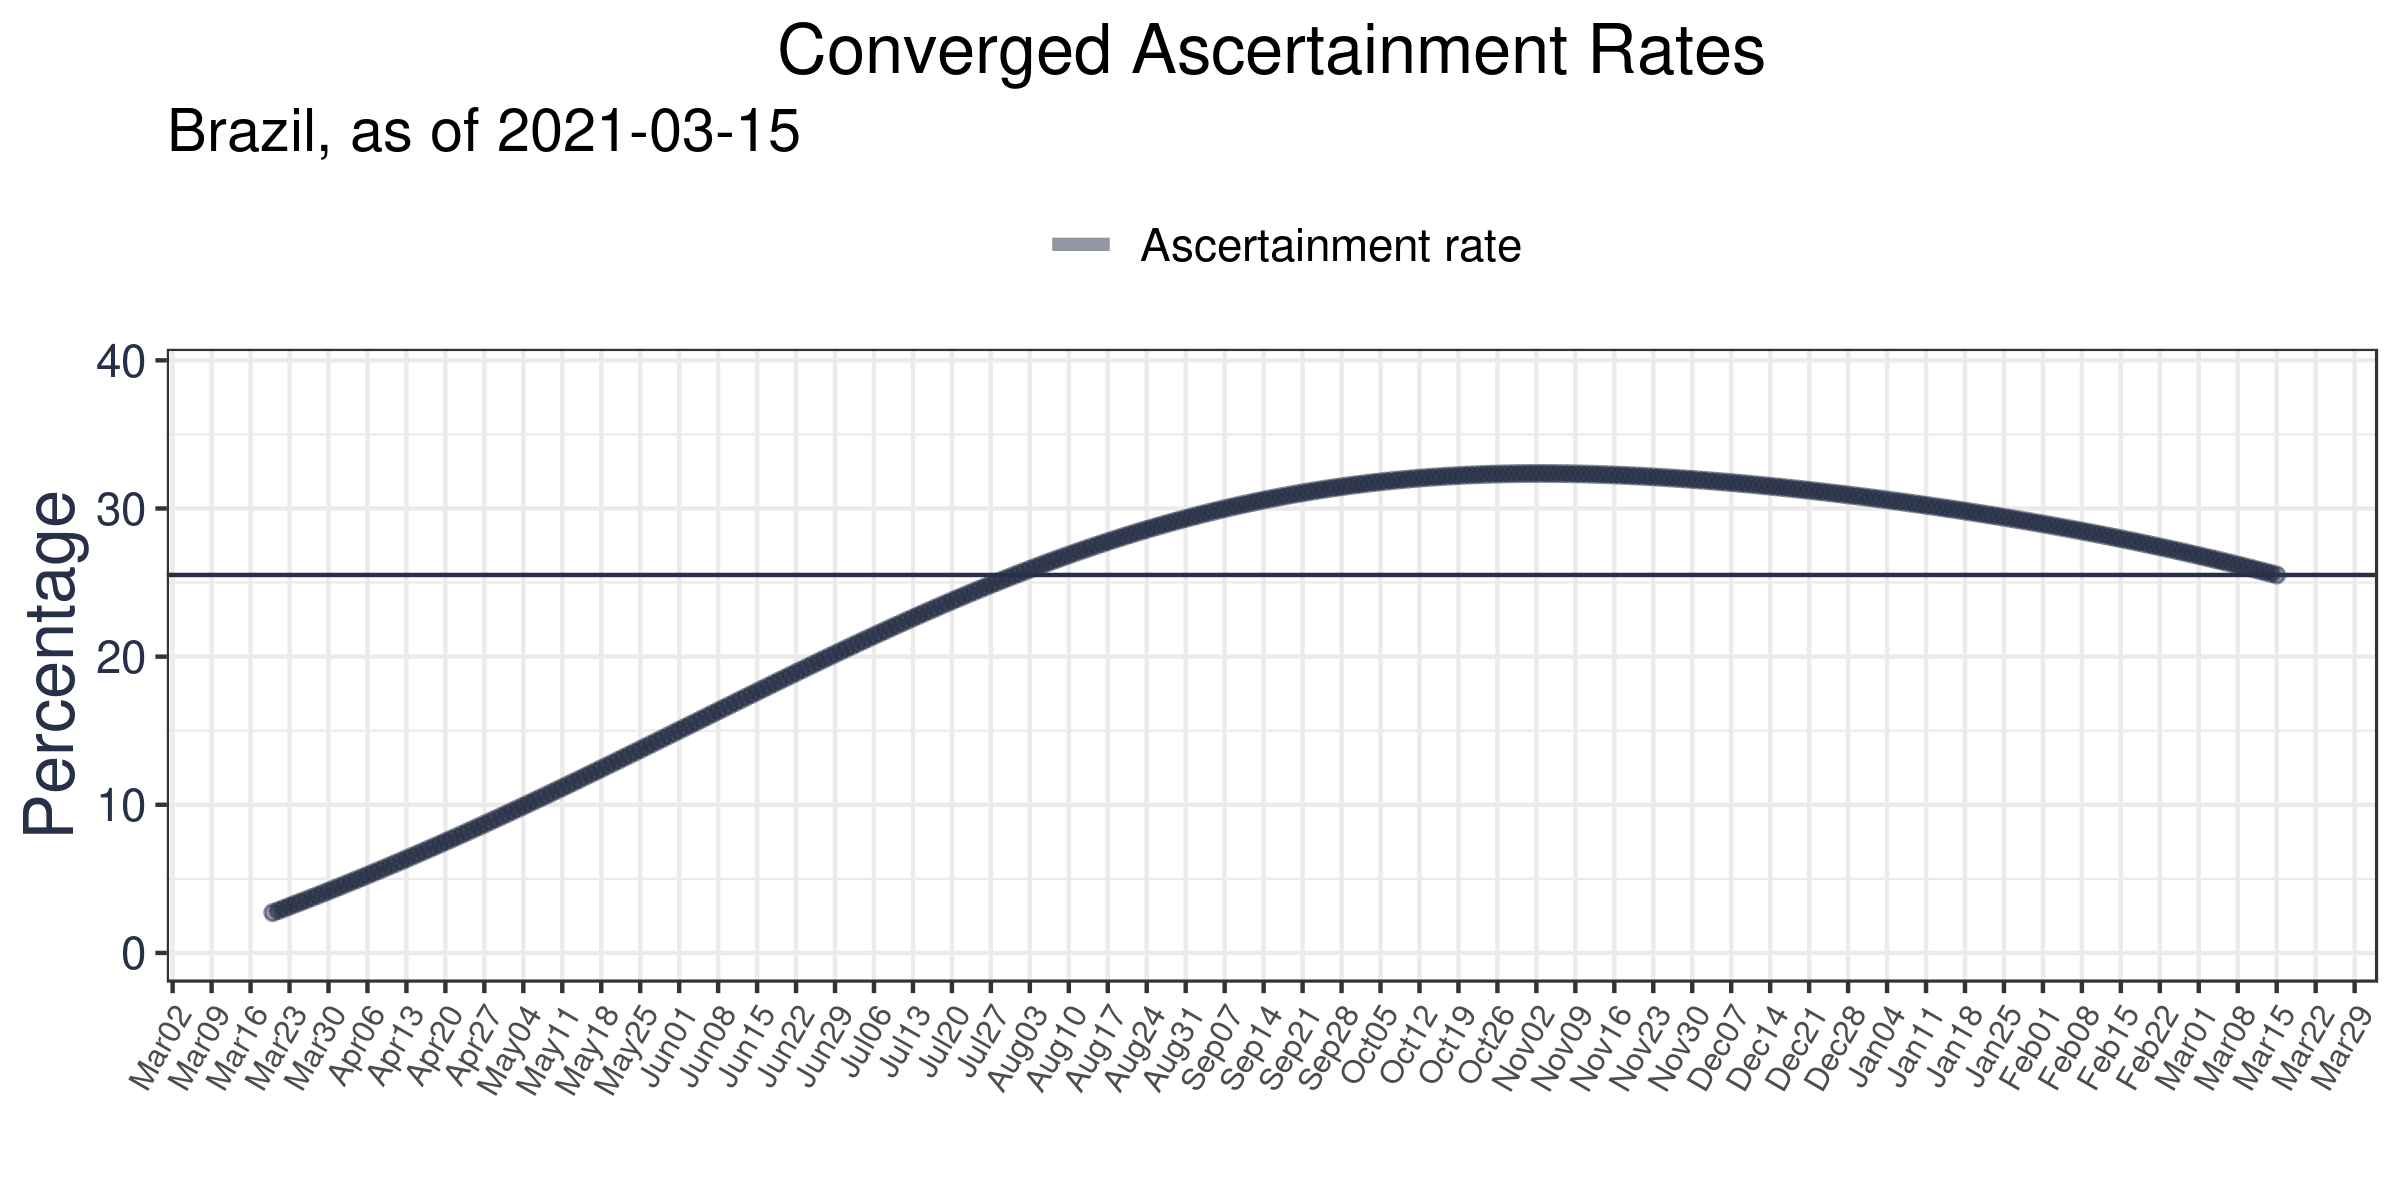 Converged Ascertainment Rates
Brazil, as of 2021-03-15
Ascertainment rate
Percentage
40
30
20
10
0
Mar02 Mar09 Mar16 Mar23 Mar30 Apr06 Apr13 Apr20 Apr27 May04 May11 May18 May25 Jun01 Jun08 Jun15 Jun22 Jun29 Jul06 Jul13 Jul20 Jul27 Aug03 Aug10 Aug17 Aug24 Aug31 Sep07 Sep14 Sep21 Sep28 Oct05 Oct12 Oct19 Oct26 Nov02 Nov09 Nov16 Nov23 Nov30 Dec07 Dec14 Dec21 Dec28 Jan04 Jan11 Jan18 Jan25 Feb01 Feb08 Feb15 Feb22 Mar01 Mar08 Mar15 Mar22 Mar29